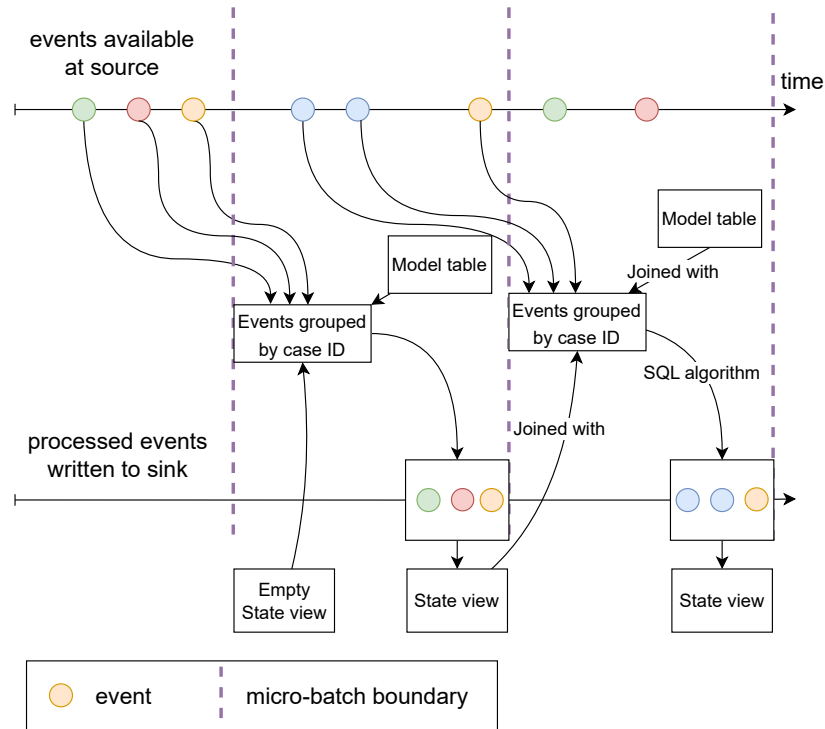 events available
at source
time
Model table
Joined with
Model table
Events grouped
by case ID
Events grouped
by case ID
SQL algorithm
Joined with
processed events
written to sink
Empty
State view
State view
State view
event
micro-batch boundary